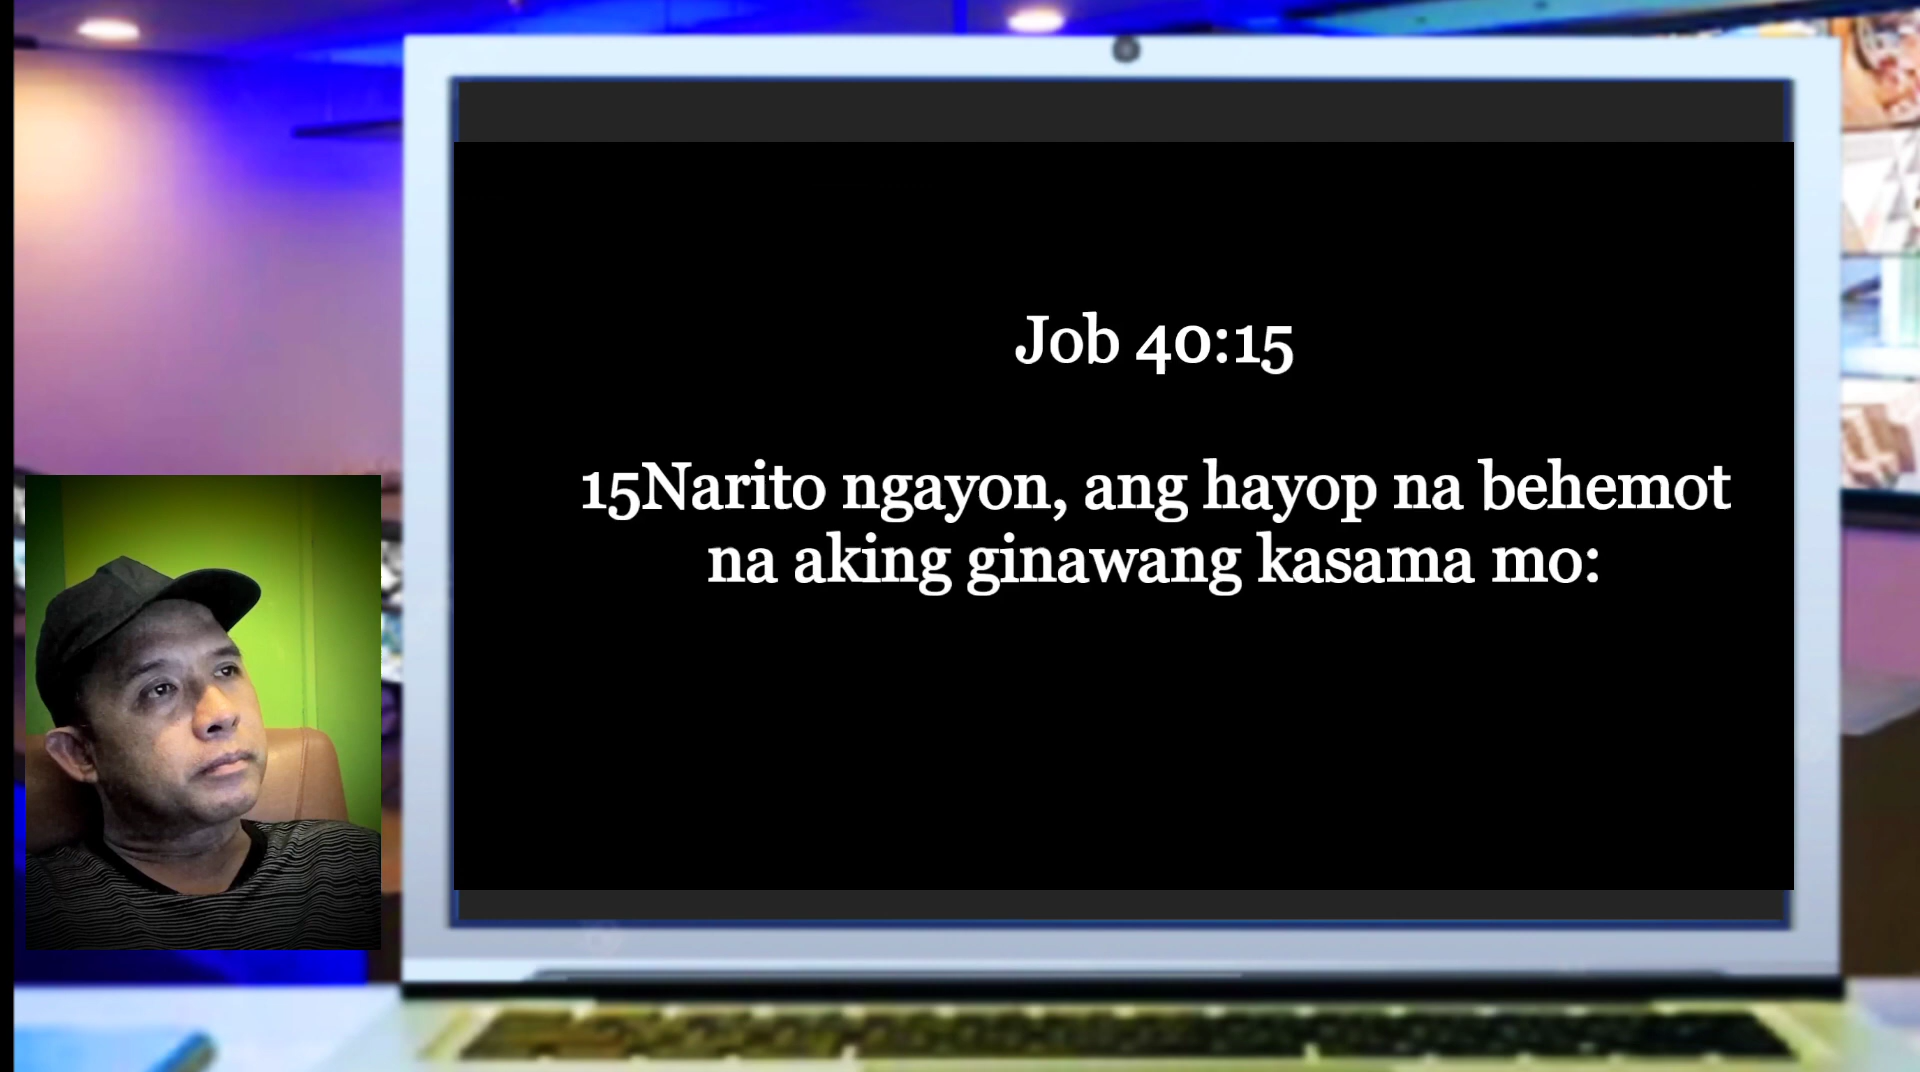 Job 40:15
15Narito ngayon, ang hayop na behemot
na aking ginawang kasama mo: